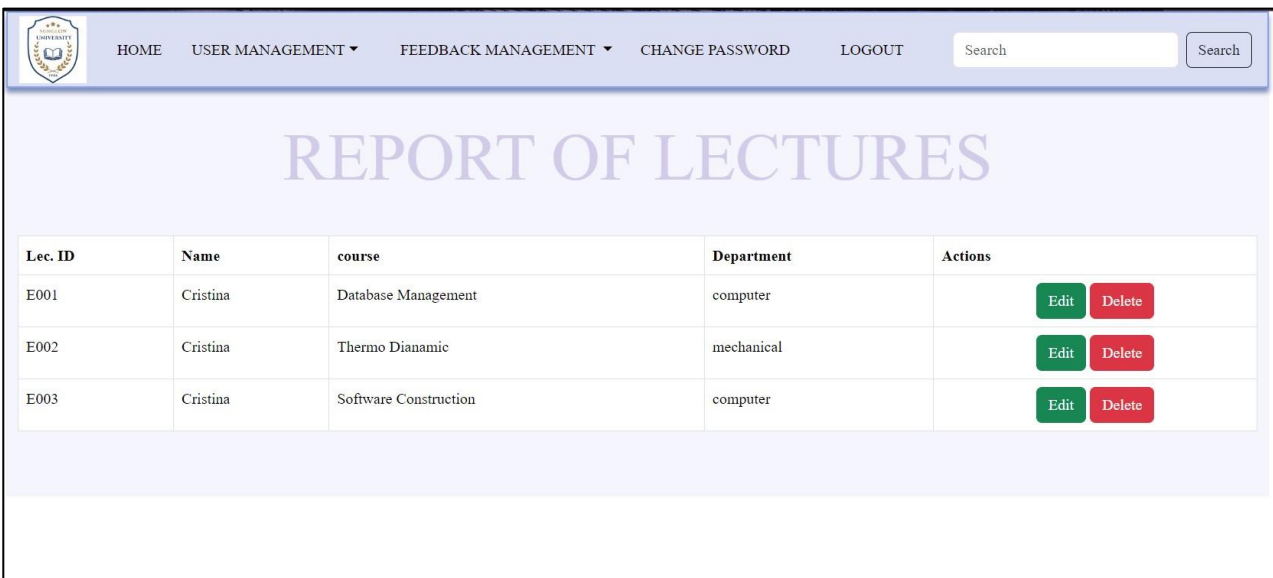 UNIVERSITY
HOME USER MANAGEMENT FEEDBACK MANAGEMENT CHANGE PASSWORD LOGOUT Search Search
REPORT OF LECTURES
Lec. ID Name course Department Actions
E001 Cristina Database Management computer Edit Delete
E002 Cristina Thermo Dianamic mechanical Edit Delete
E003 Cristina Software Construction computer Edit Delete